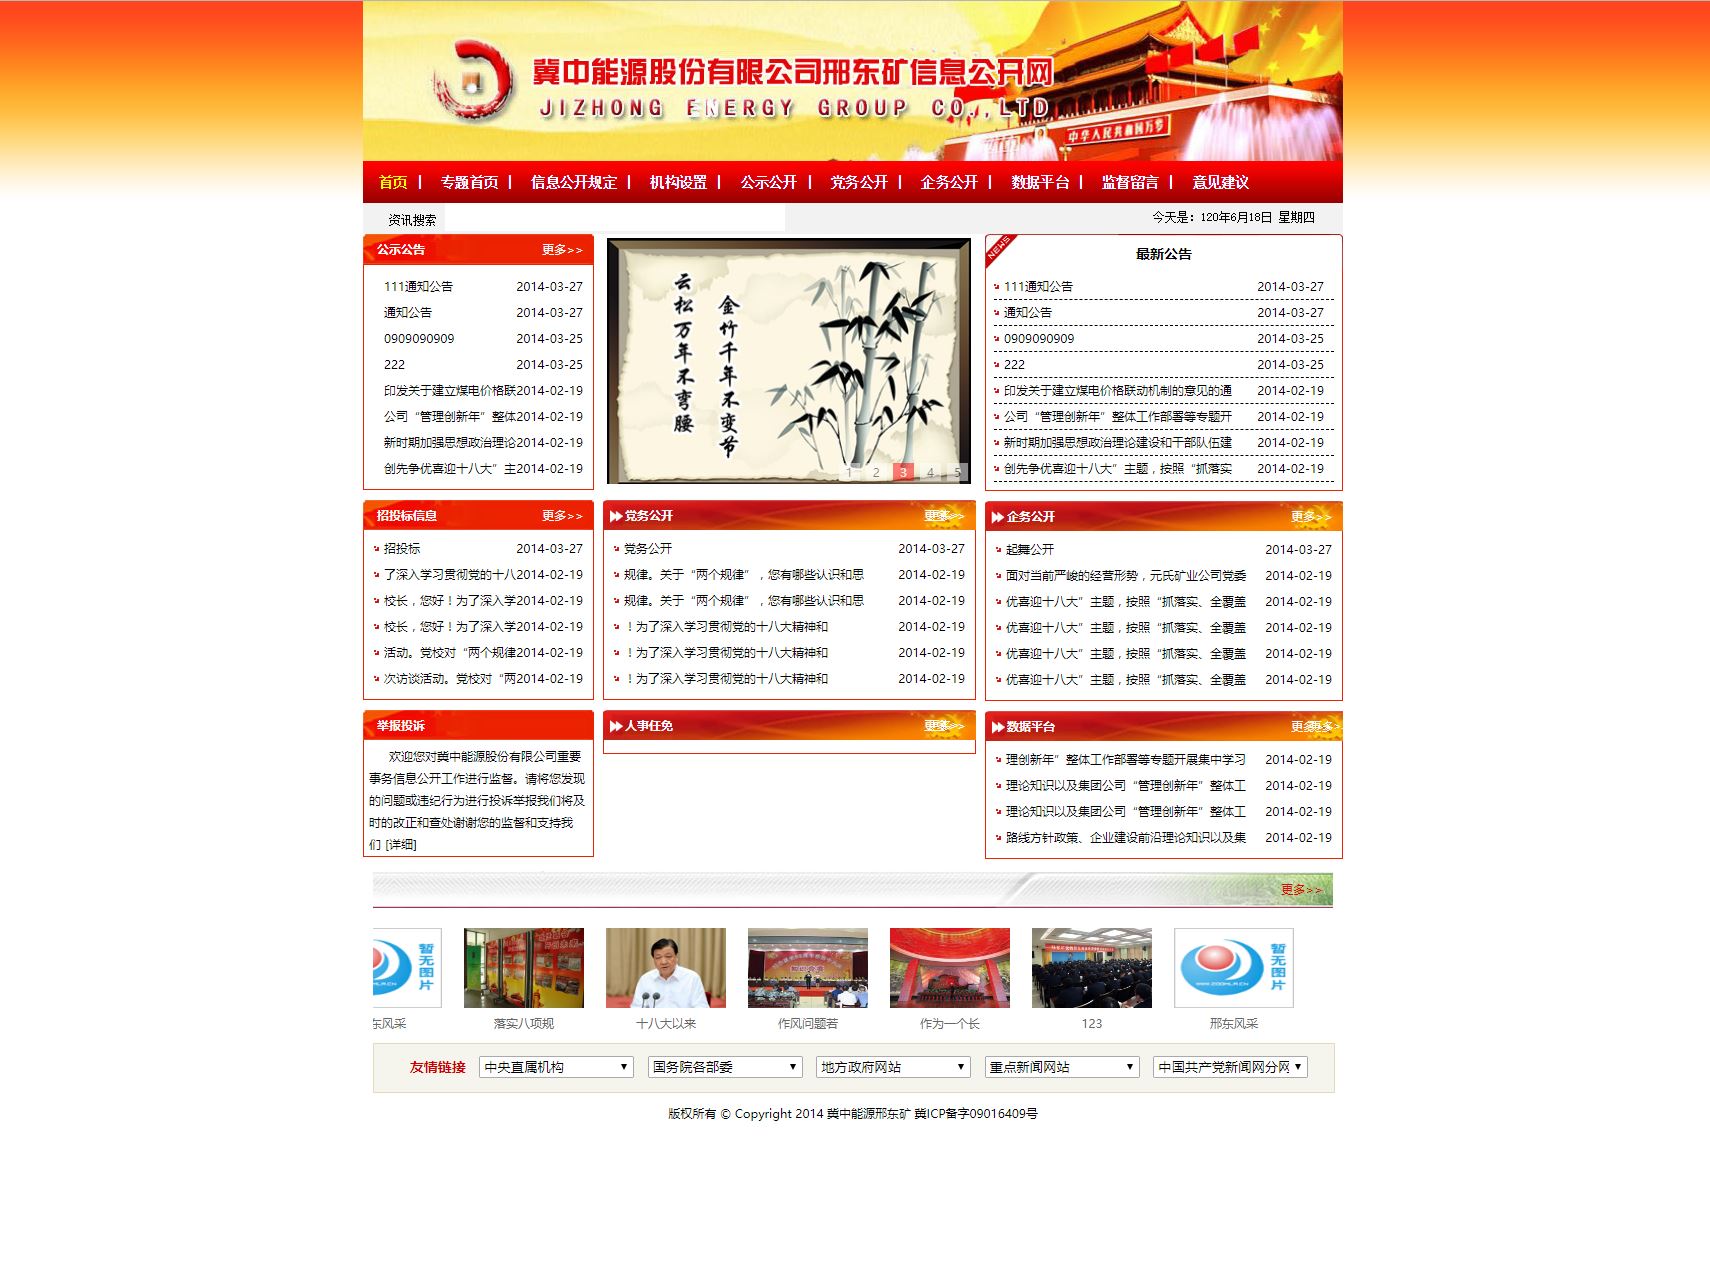 冀中能源股份有限公司邢东矿信息公开网
JIZHONG ENERGY GROUP CO.,LTD
中华人民共和国万岁
首页 | 专题首页 | 信息公开规定 | 机构设置 | 公示公开 | 党务公开 | 企务公开 | 数据平台 | 监督留言 | 意见建议
资讯搜索
今天是：120年6月18日 星期四
公示公告 更多>>
111通知公告 2014-03-27
通知公告 2014-03-27
0909090909 2014-03-25
222 2014-03-25
印发关于建立煤电价格联2014-02-19
公司“管理创新年”整体2014-02-19
新时期加强思想政治理论2014-02-19
创先争优喜迎十八大”主2014-02-19
云松万年不弯腰
金竹千年不变节
1 2 3 4 5
NEWS
最新公告
111通知公告 2014-03-27
通知公告 2014-03-27
0909090909 2014-03-25
222 2014-03-25
印发关于建立煤电价格联动机制的意见的通 2014-02-19
公司“管理创新年”整体工作部署等专题开 2014-02-19
新时期加强思想政治理论建设和干部队伍建 2014-02-19
创先争优喜迎十八大”主题，按照“抓落实 2014-02-19
招投标信息 更多>>
招投标 2014-03-27
了深入学习贯彻党的十八2014-02-19
校长，您好！为了深入学2014-02-19
校长，您好！为了深入学2014-02-19
活动。党校对“两个规律2014-02-19
次访谈活动。党校对“两2014-02-19
党务公开 更多>>
党务公开 2014-03-27
规律。关于“两个规律”，您有哪些认识和思 2014-02-19
规律。关于“两个规律”，您有哪些认识和思 2014-02-19
！为了深入学习贯彻党的十八大精神和 2014-02-19
！为了深入学习贯彻党的十八大精神和 2014-02-19
！为了深入学习贯彻党的十八大精神和 2014-02-19
企务公开 更多>>
起舞公开 2014-03-27
面对当前严峻的经营形势，元氏矿业公司党委 2014-02-19
优喜迎十八大”主题，按照“抓落实、全覆盖 2014-02-19
优喜迎十八大”主题，按照“抓落实、全覆盖 2014-02-19
优喜迎十八大”主题，按照“抓落实、全覆盖 2014-02-19
优喜迎十八大”主题，按照“抓落实、全覆盖 2014-02-19
举报投诉
欢迎您对冀中能源股份有限公司重要
事务信息公开工作进行监督。请将您发现
的问题或违纪行为进行投诉举报我们将及
时的改正和查处谢谢您的监督和支持我
们 [详细]
人事任免 更多>>
数据平台 更多 更多>
理创新年”整体工作部署等专题开展集中学习 2014-02-19
理论知识以及集团公司“管理创新年”整体工 2014-02-19
理论知识以及集团公司“管理创新年”整体工 2014-02-19
路线方针政策、企业建设前沿理论知识以及集 2014-02-19
更多>>
暂无图片
暂无图片
WWW.ZOOMLA.CN
东风采 落实八项规 十八大以来 作风问题若 作为一个长 123 邢东风采
友情链接 中央直属机构 国务院各部委 地方政府网站 重点新闻网站 中国共产党新闻网分网
版权所有 © Copyright 2014 冀中能源邢东矿 冀ICP备字09016409号